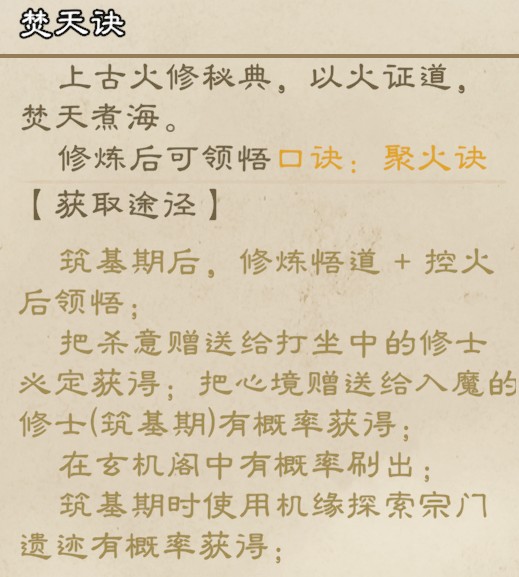 焚天诀
上古火修秘典，以火证道，
焚天煮海。
修炼后可领悟口诀：聚火诀
【获取途径】
筑基期后，修炼悟道 + 控火
后领悟；
把杀意赠送给打坐中的修士
必定获得；把心境赠送给入魔的
修士(筑基期)有概率获得；
在玄机阁中有概率刷出；
筑基期时使用机缘探索宗门
遗迹有概率获得；